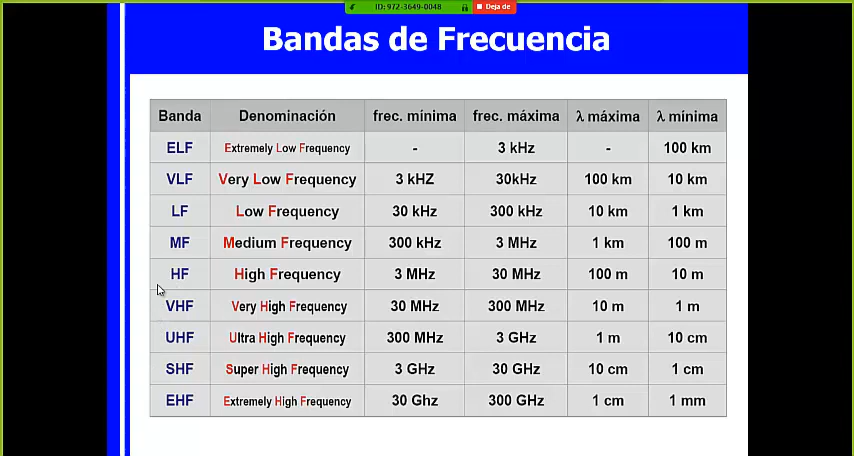 ID: 972-3649-0048 Deja de
Bandas de Frecuencia
Banda Denominación frec. mínima frec. máxima λ máxima λ mínima
ELF Extremely Low Frequency - 3 kHz - 100 km
VLF Very Low Frequency 3 kHZ 30kHz 100 km 10 km
LF Low Frequency 30 kHz 300 kHz 10 km 1 km
MF Medium Frequency 300 kHz 3 MHz 1 km 100 m
HF High Frequency 3 MHz 30 MHz 100 m 10 m
VHF Very High Frequency 30 MHz 300 MHz 10 m 1 m
UHF Ultra High Frequency 300 MHz 3 GHz 1 m 10 cm
SHF Super High Frequency 3 GHz 30 GHz 10 cm 1 cm
EHF Extremely High Frequency 30 Ghz 300 GHz 1 cm 1 mm